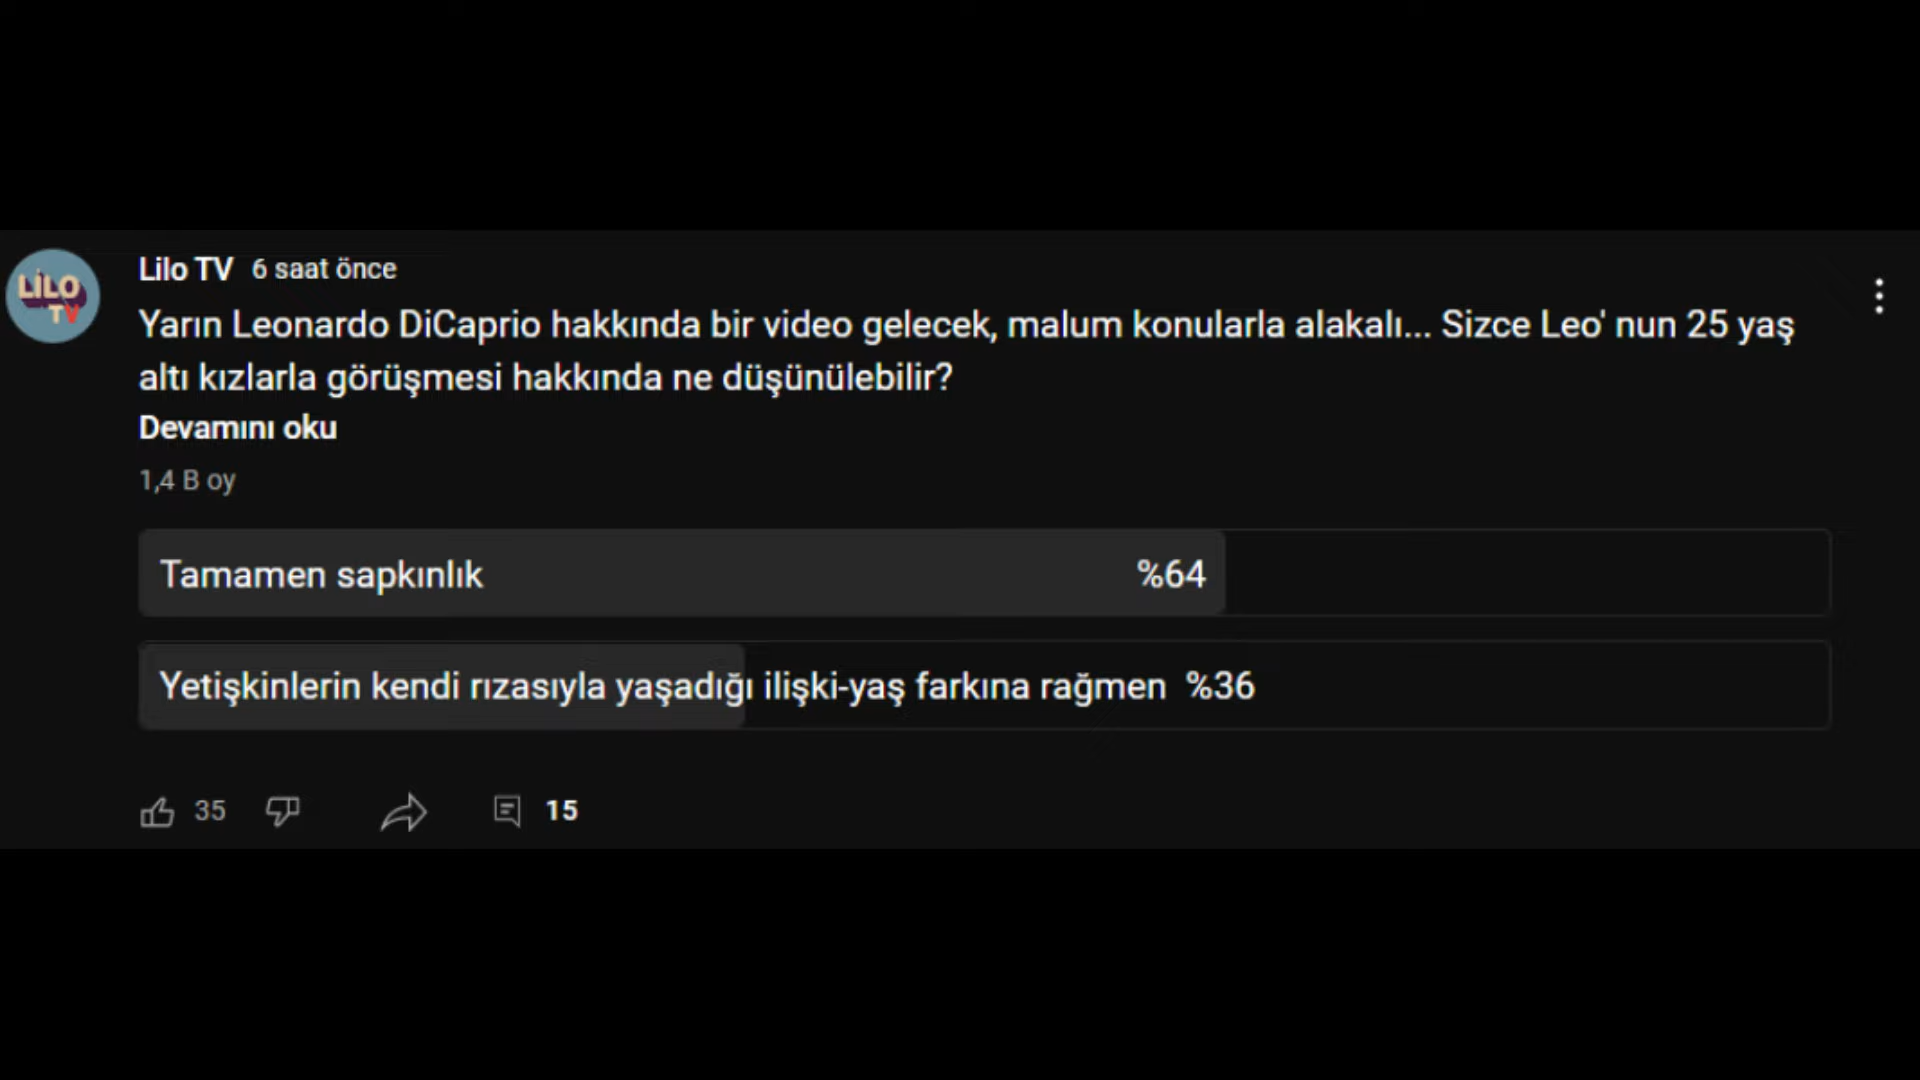 LİLO
TV
Lilo TV 6 saat önce
Yarın Leonardo DiCaprio hakkında bir video gelecek, malum konularla alakalı... Sizce Leo' nun 25 yaş
altı kızlarla görüşmesi hakkında ne düşünülebilir?
Devamını oku
1,4 B oy
Tamamen sapkınlık %64
Yetişkinlerin kendi rızasıyla yaşadığı ilişki-yaş farkına rağmen %36
35 15